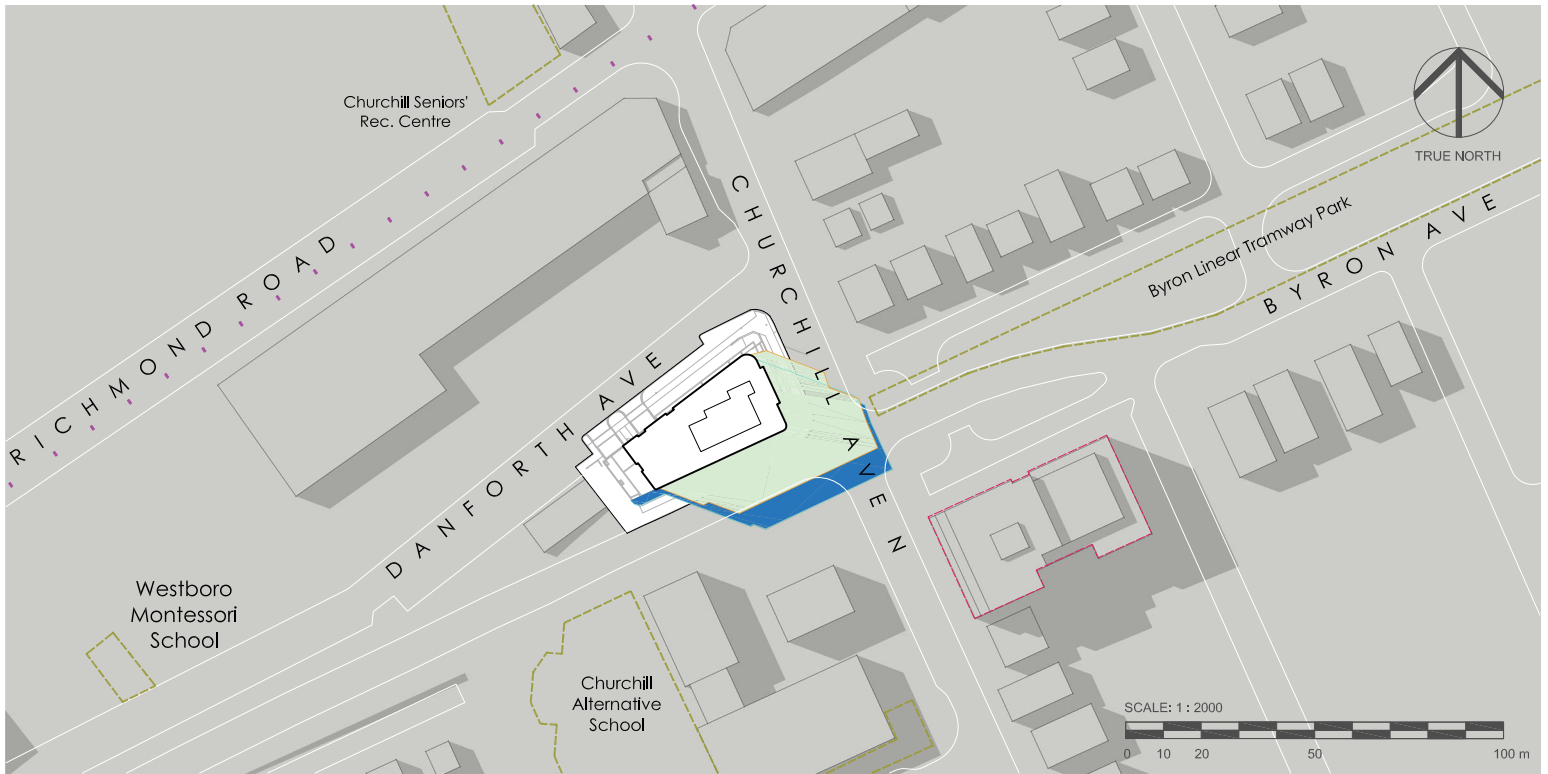 Churchill Seniors'
Rec. Centre
TRUE NORTH
RICHMOND ROAD
CHURCHILL AVEN
Byron Linear Tramway Park
BYRON AVE
DANFORTH AVE
Westboro
Montessori
School
Churchill
Alternative
School
SCALE: 1 : 2000
0 10 20 50 100 m